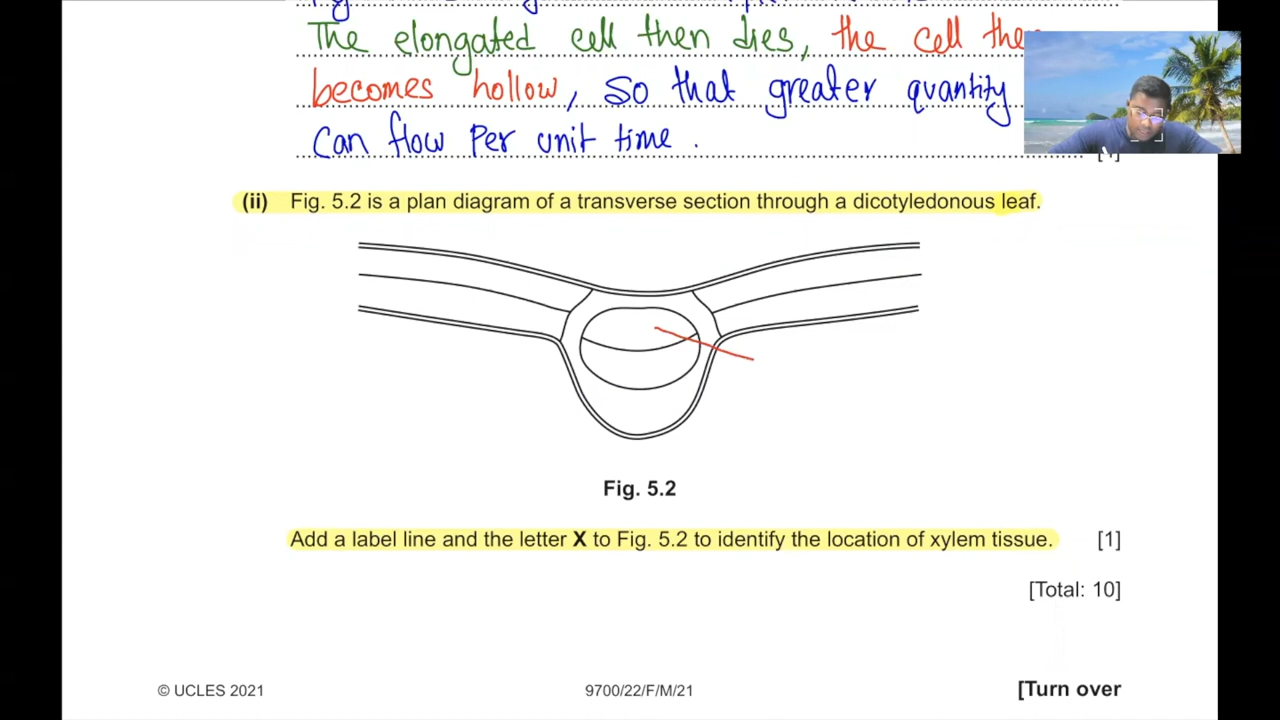 The elongated cell then dies, the cell
becomes hollow, so that greater quantity
can flow per unit time.
(ii) Fig. 5.2 is a plan diagram of a transverse section through a dicotyledonous leaf.
Fig. 5.2
Add a label line and the letter X to Fig. 5.2 to identify the location of xylem tissue. [1]
[Total: 10]
© UCLES 2021 9700/22/F/M/21 [Turn over